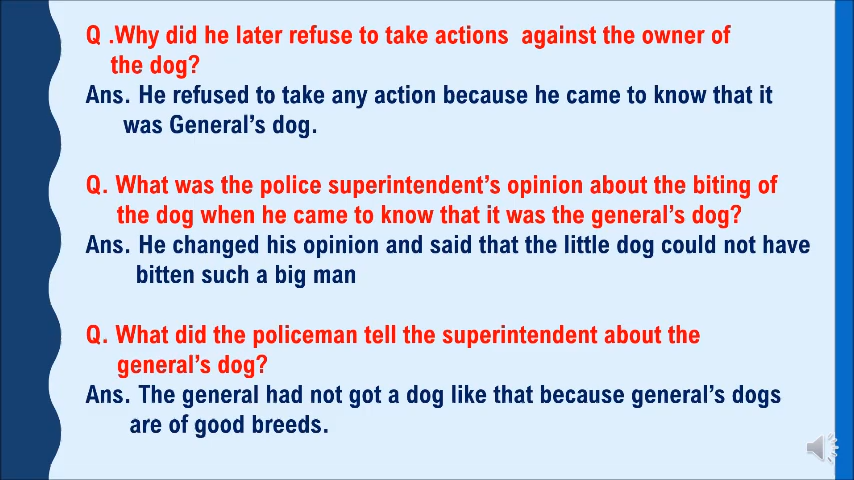 Q .Why did he later refuse to take actions against the owner of
the dog?
Ans. He refused to take any action because he came to know that it
was General's dog.
Q. What was the police superintendent's opinion about the biting of
the dog when he came to know that it was the general's dog?
Ans. He changed his opinion and said that the little dog could not have
bitten such a big man
Q. What did the policeman tell the superintendent about the
general's dog?
Ans. The general had not got a dog like that because general's dogs
are of good breeds.